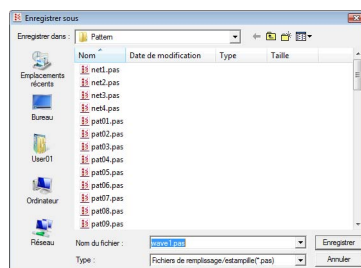 Enregistrer sous
Enregistrer dans :
Pattern
Nom
Date de modification
Type
Taille
Emplacements
récents
Bureau
User01
Ordinateur
Réseau
net1.pas
net2.pas
net3.pas
net4.pas
pat01.pas
pat02.pas
pat03.pas
pat04.pas
pat05.pas
pat06.pas
pat07.pas
pat08.pas
pat09.pas
Nom du fichier :
wave1.pas
Enregistrer
Type :
Fichiers de remplissage/estampille(*.pas)
Annuler